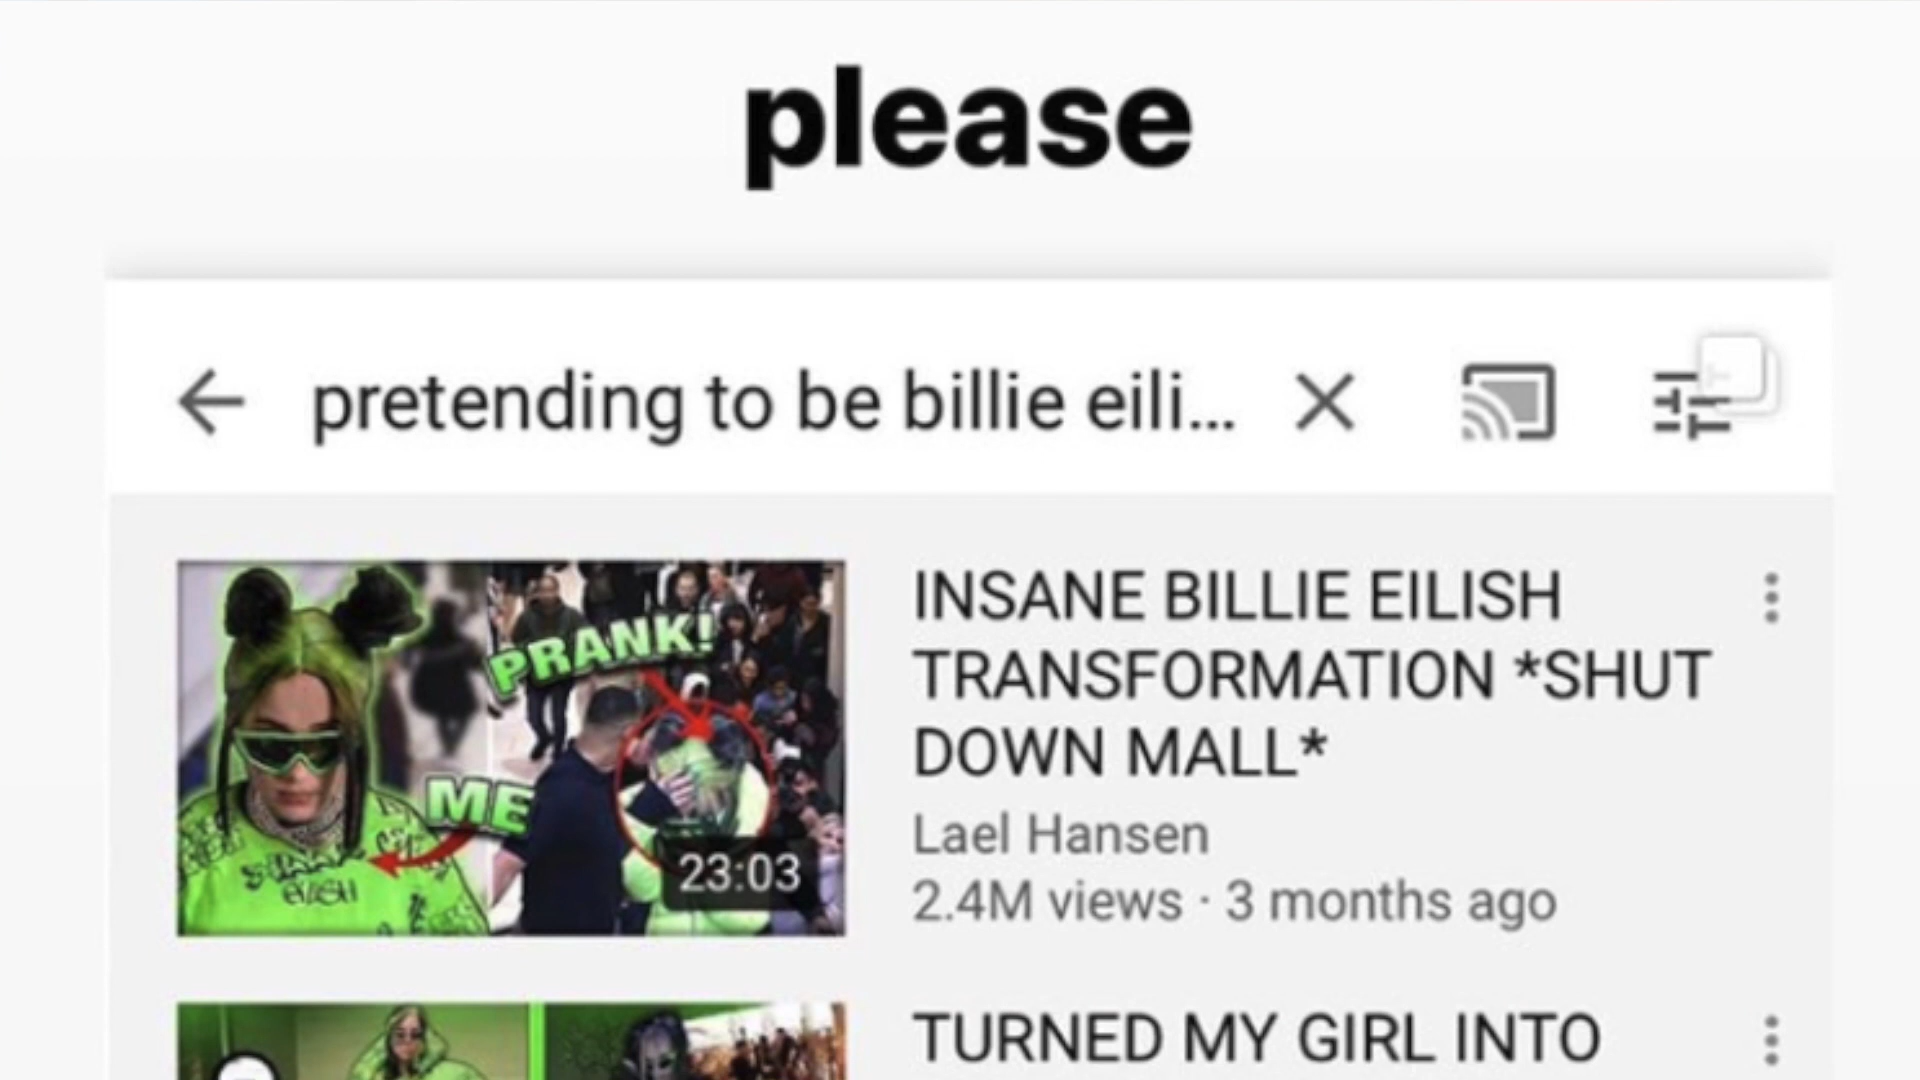 please
pretending to be billie eili...
PRANK!
ME
EILISH
23:03
INSANE BILLIE EILISH
TRANSFORMATION *SHUT
DOWN MALL*
Lael Hansen
2.4M views · 3 months ago
TURNED MY GIRL INTO